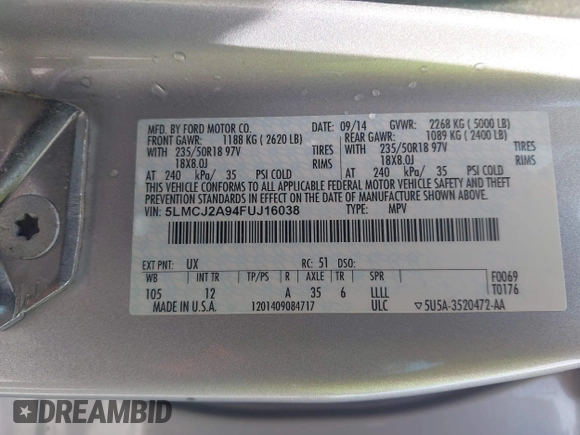 MFD. BY FORD MOTOR CO. DATE: 09/14 GVWR: 2268 KG ( 5000 LB)
FRONT GAWR: 1188 KG ( 2620 LB) REAR GAWR: 1089 KG ( 2400 LB)
WITH 235/50R18 97V TIRES WITH 235/50R18 97V TIRES
18X8.0J RIMS 18X8.0J RIMS
AT 240 kPa/ 35 PSI COLD AT 240 kPa/ 35 PSI COLD
THIS VEHICLE CONFORMS TO ALL APPLICABLE FEDERAL MOTOR VEHICLE SAFETY AND THEFT
PREVENTION STANDARDS IN EFFECT ON THE DATE OF MANUFACTURE SHOWN ABOVE.
VIN: 5LMCJ2A94FUJ16038 TYPE: MPV
EXT PNT: UX RC: 51 DSO:
WB INT TR TP/PS R AXLE TR SPR F0069
105 12 A 35 6 LLLL T0176
MADE IN U.S.A. 1201409084717 ULC ▽5U5A-3520472-AA
DREAMBID